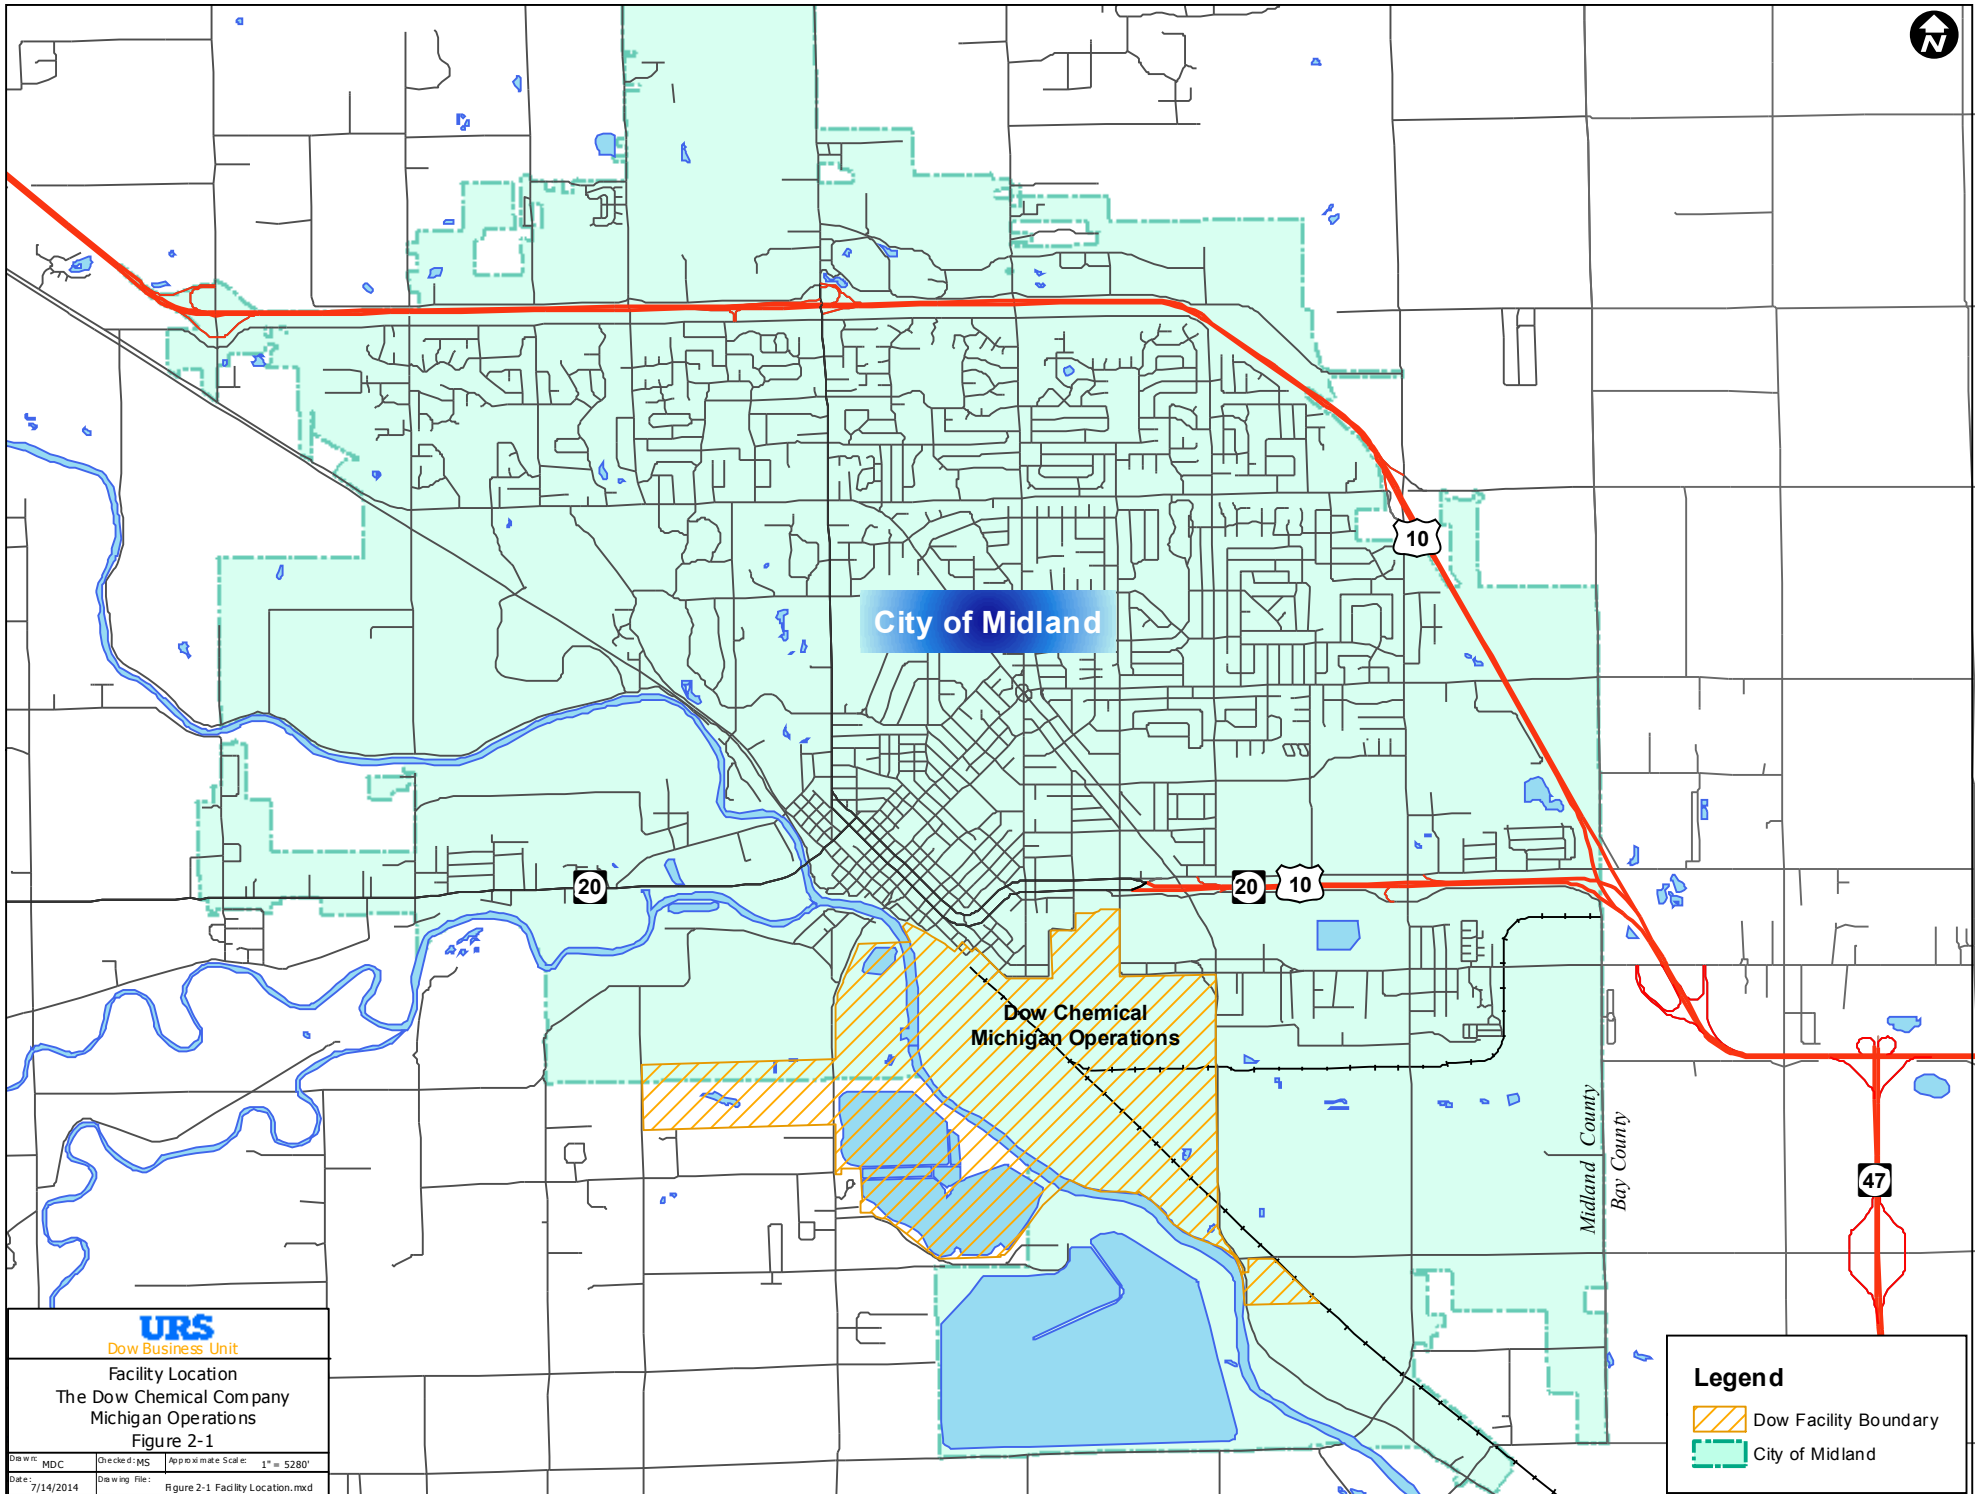 N
10
City of Midland
20
20
10
Dow Chemical
Michigan Operations
Midland County
Bay County
47
URS
Dow Business Unit
Facility Location
The Dow Chemical Company
Michigan Operations
Figure 2-1
Drawn: MDC
Checked: MS
Approximate Scale: 1" = 5280'
Date: 7/14/2014
Drawing File: Figure 2-1 Facility Location.mxd
Legend
Dow Facility Boundary
City of Midland